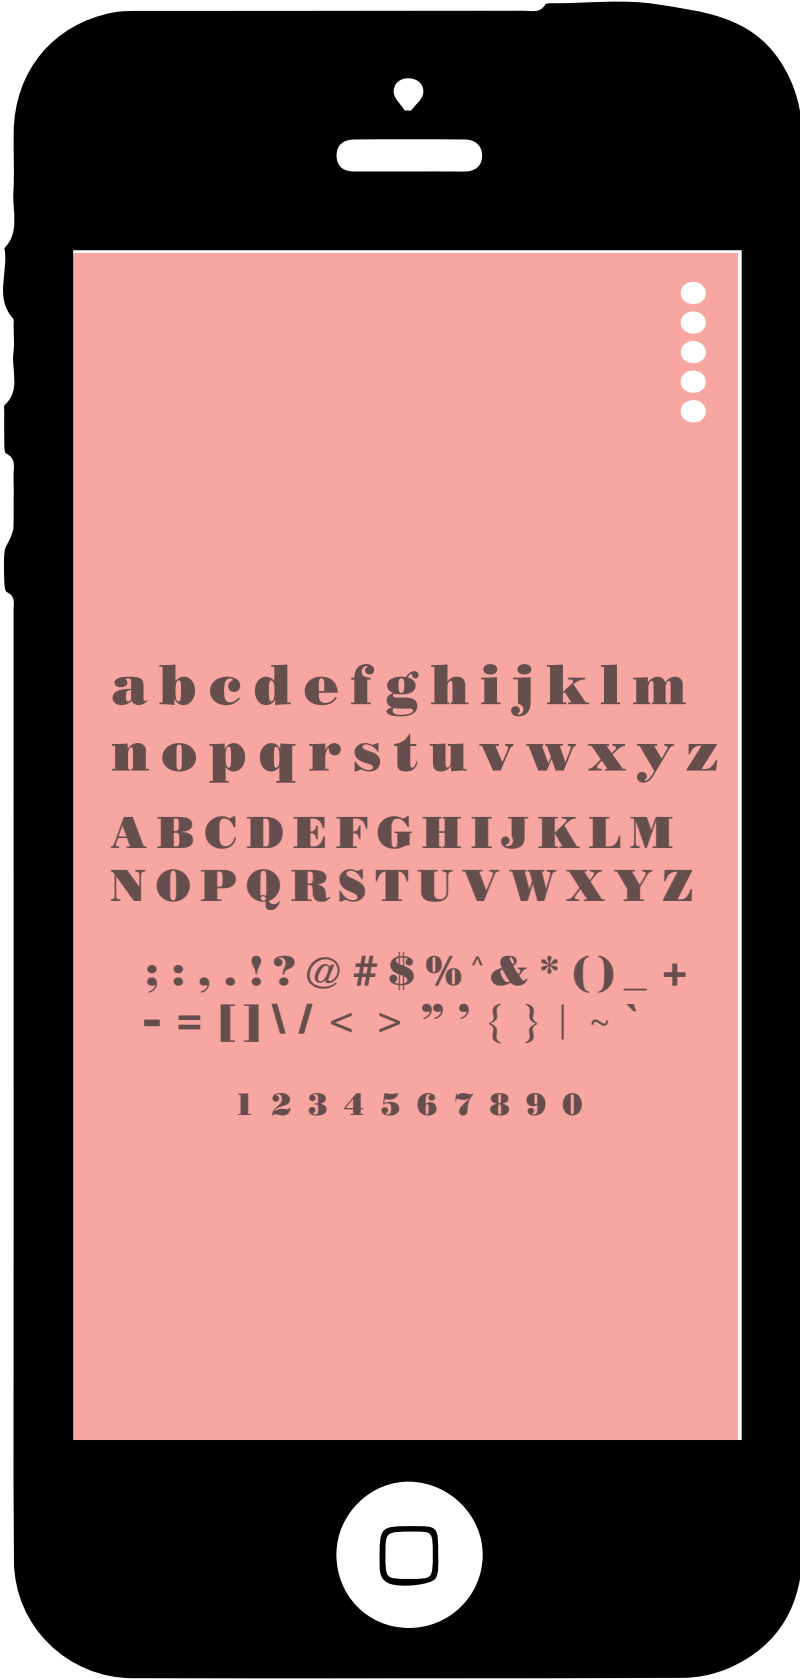 a b c d e f g h i j k l m
n o p q r s t u v w x y z
A B C D E F G H I J K L M
N O P Q R S T U V W X Y Z
; : , . ! ? @ # $ % ^ & * ( ) _ +
- = [ ] \ / < > ” ’ { } | ~ `
1 2 3 4 5 6 7 8 9 0